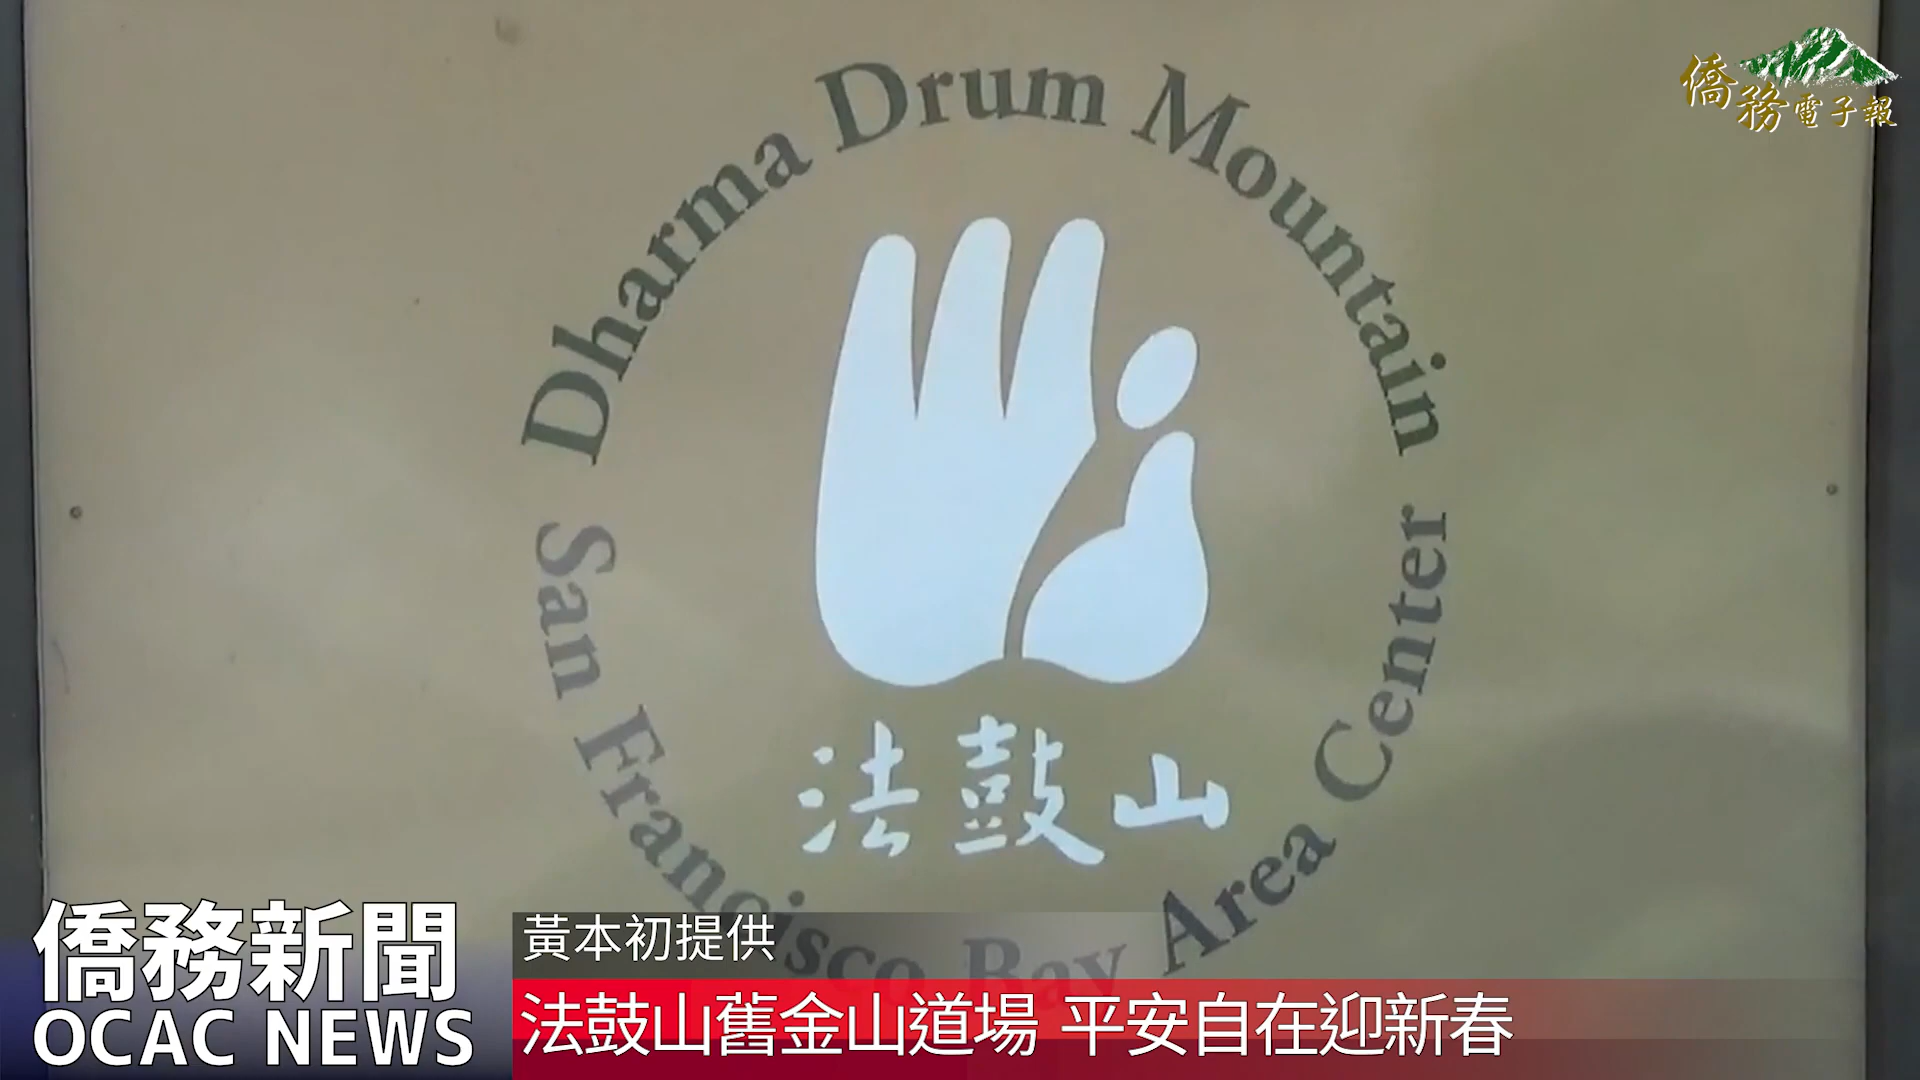 僑務電子報
Dharma Drum Mountain
San Francisco Bay Area Center
法鼓山
僑務新聞
OCAC NEWS
黃本初提供
法鼓山舊金山道場 平安自在迎新春